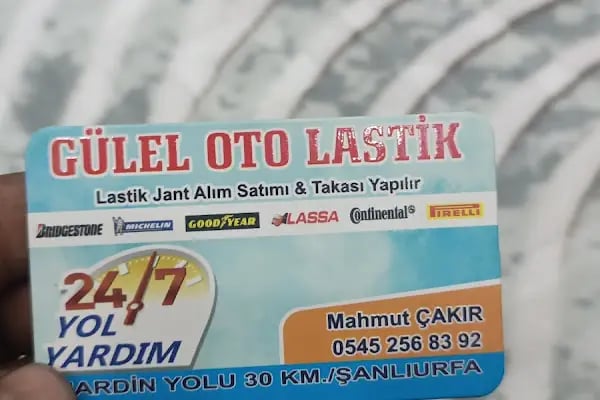 GÜLEL OTO LASTİK
Lastik Jant Alım Satımı & Takası Yapılır
BRIDGESTONE MICHELIN GOODYEAR LASSA Continental PIRELLI
24/7
YOL
YARDIM
Mahmut ÇAKIR
0545 256 83 92
MARDİN YOLU 30 KM./ŞANLIURFA